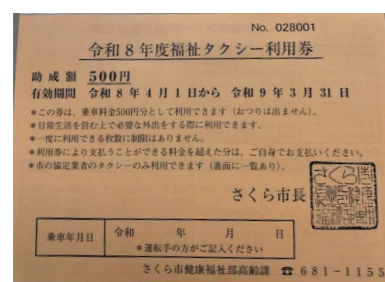 No. 028001
令和8年度福祉タクシー利用券
助成額 500円
有効期間 令和8年4月1日から 令和9年3月31日
*この券は、乗車料金500円分として利用できます(おつりは出ません)。
*日常生活を営む上で必要な外出をする際に利用できます。
*一度に利用できる枚数に制限はありません。
*利用券により支払うことができる料金を超えた分は、ご自身でお支払いください。
*市の協定業者のタクシーのみ利用できます(裏面に一覧あり)。
さくら市長
乗車年月日 令和 年 月 日
*運転手の方がご記入ください
さくら市健康福祉部高齢課 ☎ 681-1155